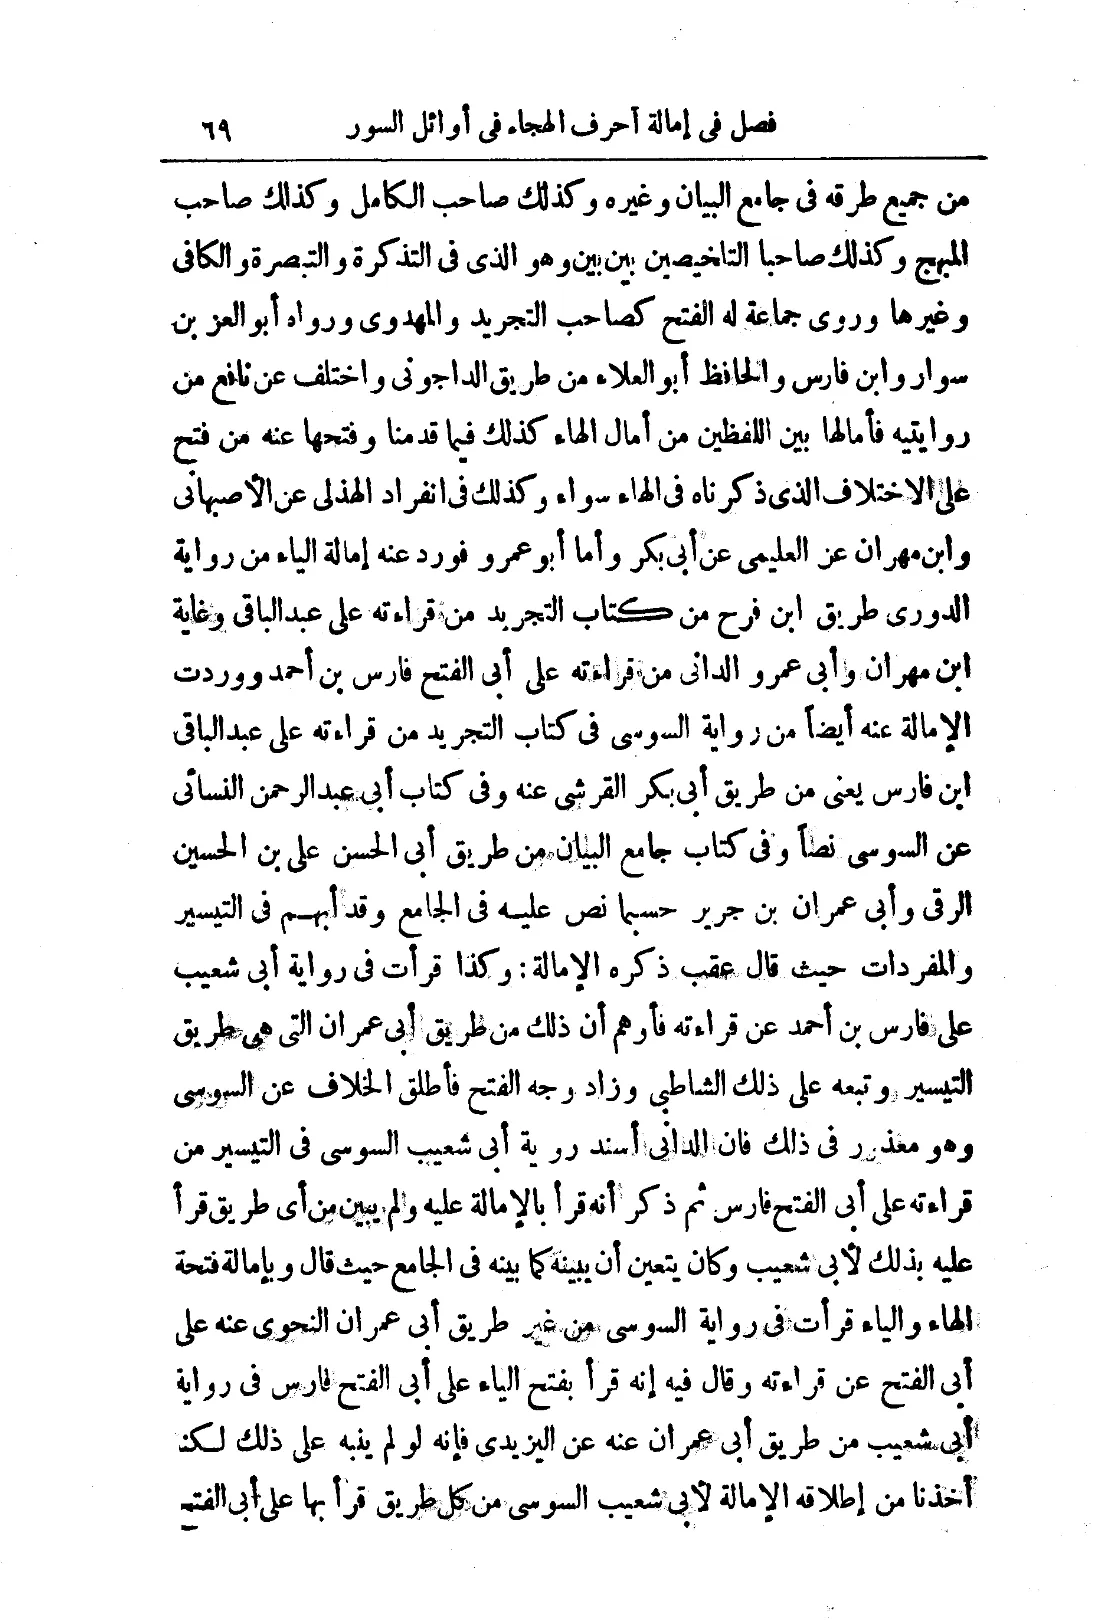 فصل فى إمالة أحرف الهجاء فى أوائل السور ٦٩
من جميع طرقه فى جامع البيان وغيره وكذلك صاحب الكامل وكذلك صاحب
المبهج وكذلك صاحبا التلخيصين بين بين وهو الذى فى التذكرة والتبصرة والكافى
وغيرها وروى جماعة له الفتح كصاحب التجريد والمهدوى ورواه أبو العز بن
سوار وابن فارس والحافظ أبو العلاء من طريق الداجونى واختلف عن نافع من
روايتيه فأمالها بين اللفظين من أمال الهاء كذلك فيما قدمنا وفتحها عنه من فتح
على الاختلاف الذى ذكرناه فى الهاء سواء وكذلك فى انفراد الهذلى عن الأصبهانى
وابن مهران عن العليمى عن أبى بكر وأما أبو عمرو فورد عنه إمالة الياء من رواية
الدورى طريق ابن فرح من كتاب التجريد من قراءته على عبد الباقى وغاية
ابن مهران وأبى عمرو الدانى من قراءته على أبى الفتح فارس بن أحمد ووردت
الإمالة عنه أيضاً من رواية السوسى فى كتاب التجريد من قراءته على عبد الباقى
ابن فارس يعنى من طريق أبى بكر القرشى عنه وفى كتاب أبى عبد الرحمن النسائى
عن السوسى نصاً وفى كتاب جامع البيان من طريق أبى الحسن على بن الحسين
الرقى وأبى عمران بن جرير حسبما نص عليه فى الجامع وقد أبهم فى التيسير
والمفردات حيث قال عقب ذكره الإمالة: وكذا قرأت فى رواية أبى شعيب
على فارس بن أحمد عن قراءته فأوهم أن ذلك من طريق أبى عمران التى هى طريق
التيسير وتبعه على ذلك الشاطبى وزاد وجه الفتح فأطلق الخلاف عن السوسى
وهو معذور فى ذلك فان الدانى أسند رواية أبى شعيب السوسى فى التيسير من
قراءته على أبى الفتح فارس ثم ذكر أنه قرأ بالإمالة عليه ولم يبين من أى طريق قرأ
عليه بذلك لأبى شعيب وكان يتعين أن يبينه كما بينه فى الجامع حيث قال وبإمالة فتحة
الهاء والياء قرأت فى رواية السوسى من غير طريق أبى عمران النحوى عنه على
أبى الفتح عن قراءته وقال فيه إنه قرأ بفتح الياء على أبى الفتح فارس فى رواية
أبى شعيب من طريق أبى عمران عنه عن اليزيدى فإنه لو لم ينبه على ذلك لكنا
أخذنا من إطلاقه الإمالة لأبى شعيب السوسى من كل طريق قرأ بها على أبى الفتح